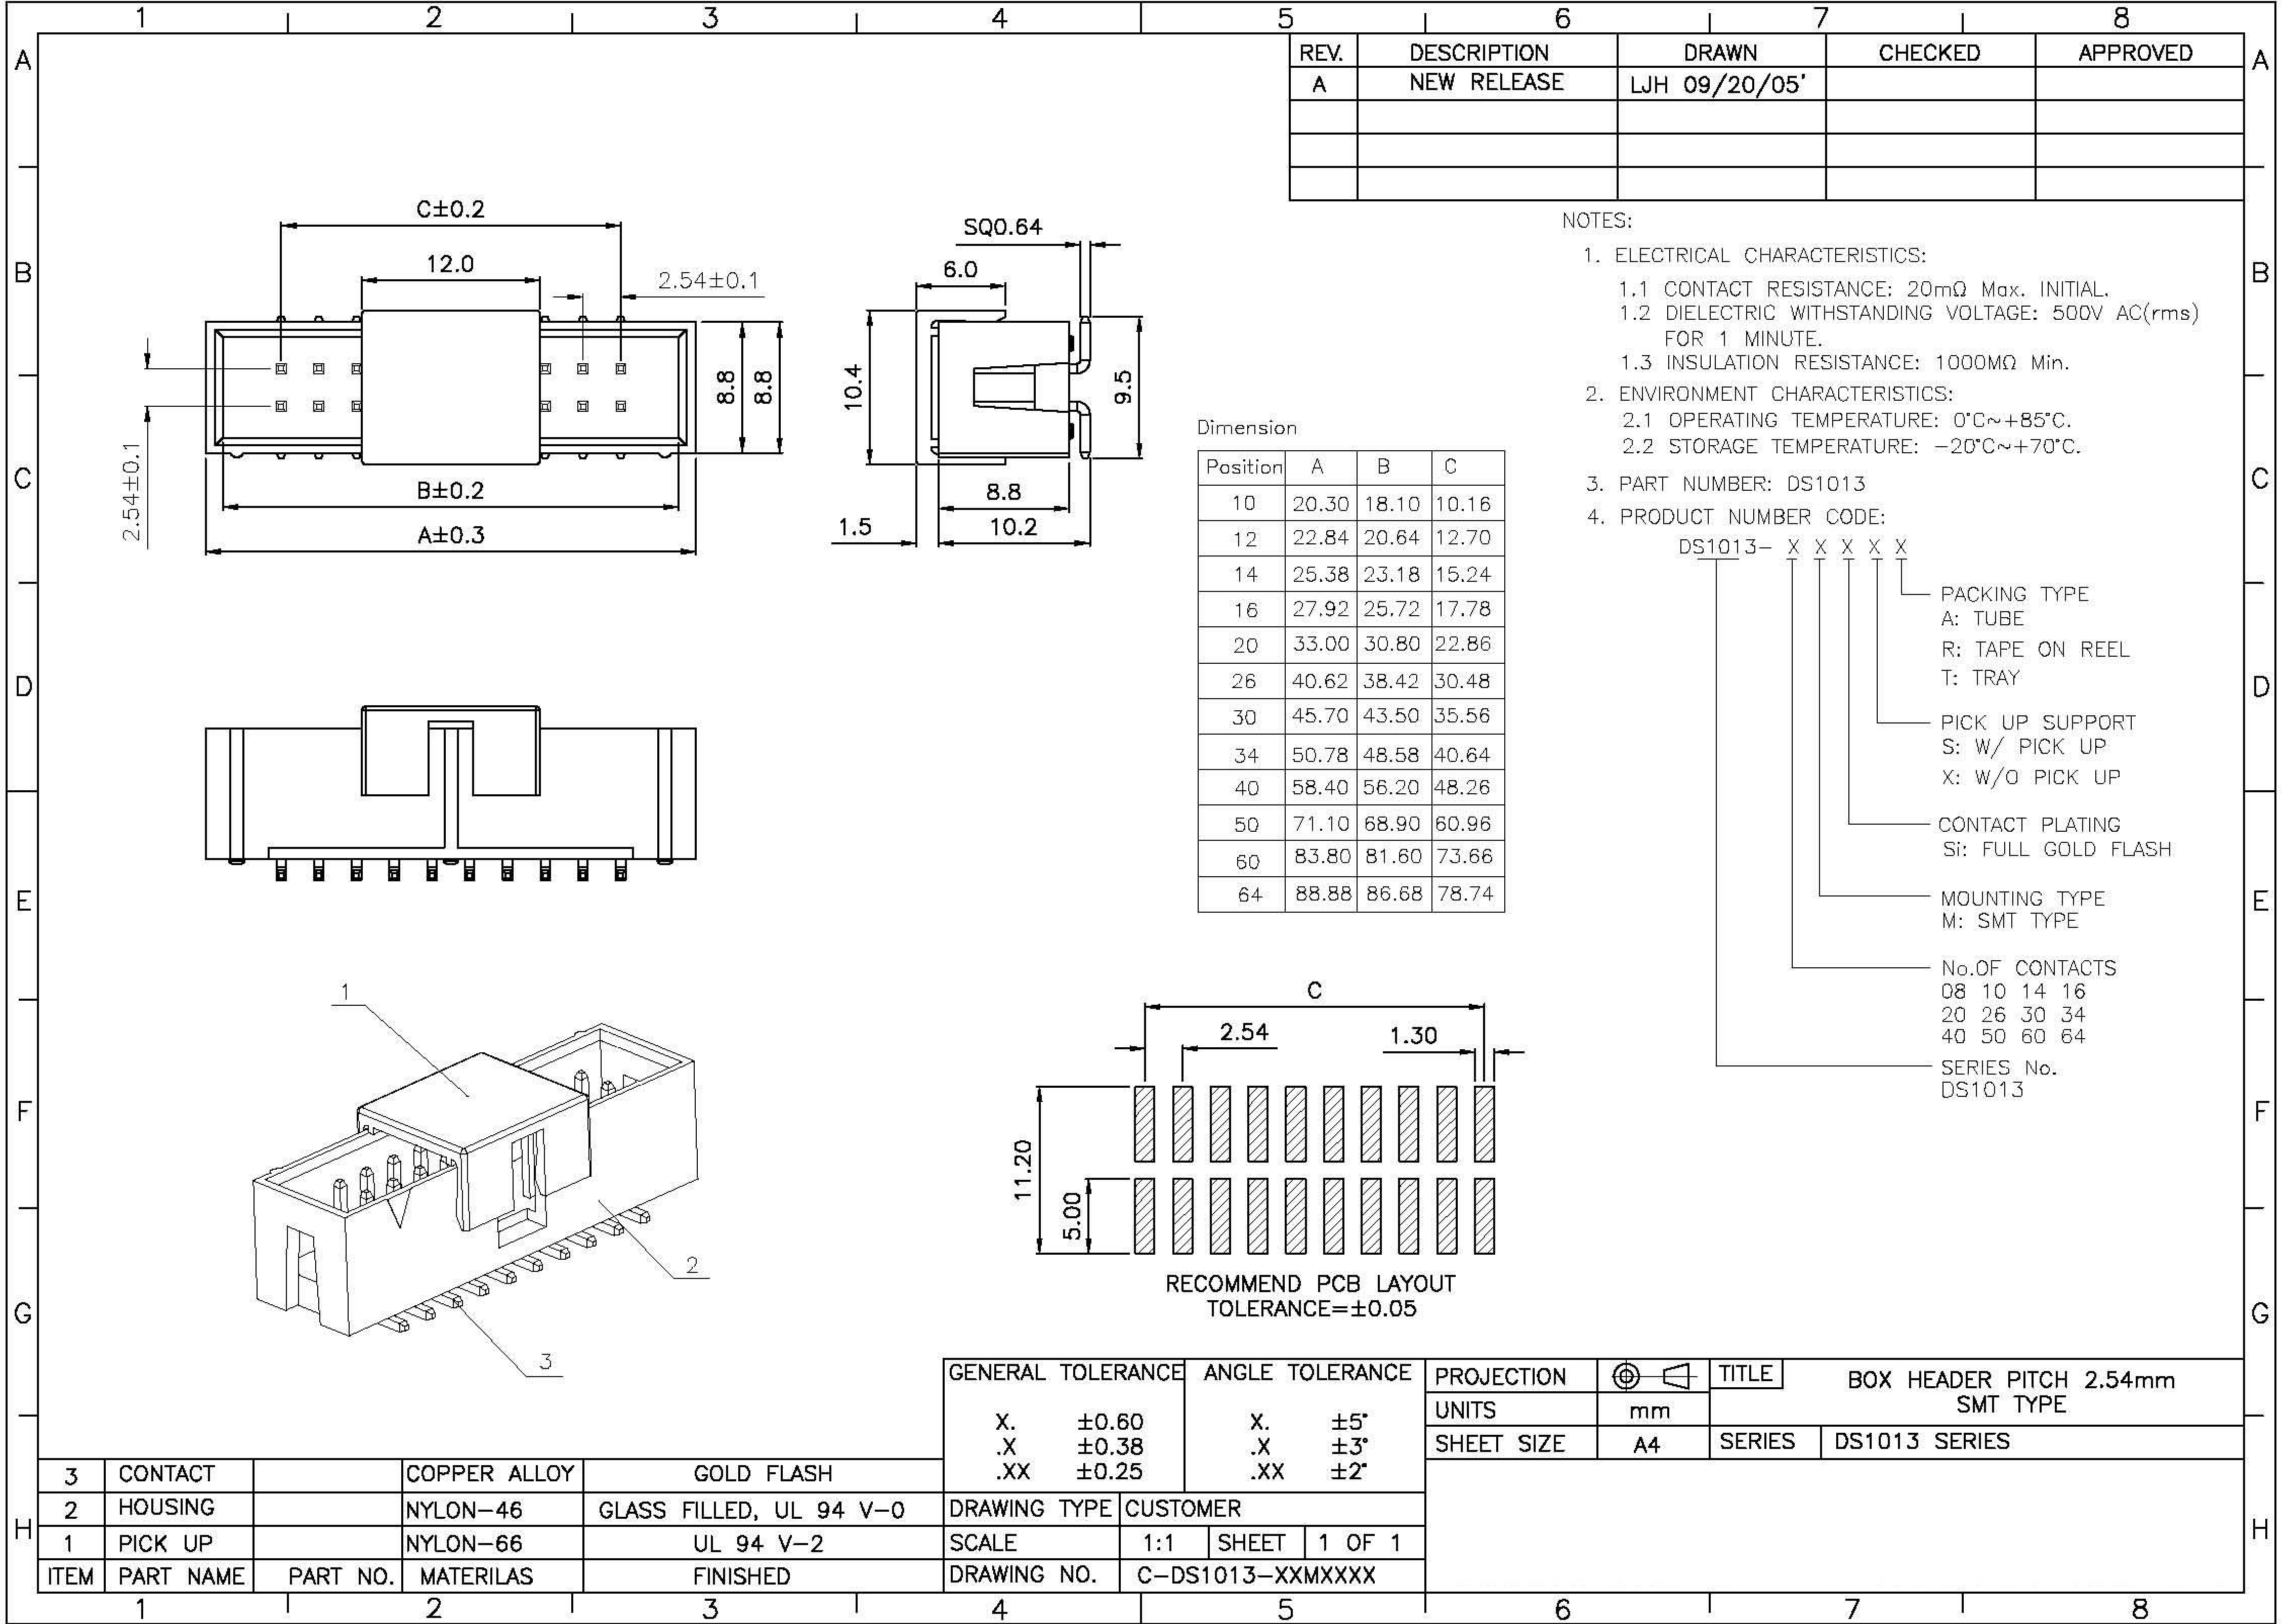 1 2 3 4 5 6 7 8
A
B
C
D
E
F
G
H
A
B
C
D
E
F
G
H
REV. DESCRIPTION DRAWN CHECKED APPROVED
A NEW RELEASE LJH 09/20/05'
C±0.2
12.0
2.54±0.1
8.8
8.8
2.54±0.1
B±0.2
A±0.3
SQ0.64
6.0
10.4
9.5
8.8
1.5
10.2
NOTES:
1. ELECTRICAL CHARACTERISTICS:
1.1 CONTACT RESISTANCE: 20mΩ Max. INITIAL.
1.2 DIELECTRIC WITHSTANDING VOLTAGE: 500V AC(rms)
FOR 1 MINUTE.
1.3 INSULATION RESISTANCE: 1000MΩ Min.
2. ENVIRONMENT CHARACTERISTICS:
2.1 OPERATING TEMPERATURE: 0°C~+85°C.
2.2 STORAGE TEMPERATURE: -20°C~+70°C.
3. PART NUMBER: DS1013
4. PRODUCT NUMBER CODE:
DS1013- X X X X X
PACKING TYPE
A: TUBE
R: TAPE ON REEL
T: TRAY
PICK UP SUPPORT
S: W/ PICK UP
X: W/O PICK UP
CONTACT PLATING
Si: FULL GOLD FLASH
MOUNTING TYPE
M: SMT TYPE
No.OF CONTACTS
08 10 14 16
20 26 30 34
40 50 60 64
SERIES No.
DS1013
Dimension
Position A B C
10 20.30 18.10 10.16
12 22.84 20.64 12.70
14 25.38 23.18 15.24
16 27.92 25.72 17.78
20 33.00 30.80 22.86
26 40.62 38.42 30.48
30 45.70 43.50 35.56
34 50.78 48.58 40.64
40 58.40 56.20 48.26
50 71.10 68.90 60.96
60 83.80 81.60 73.66
64 88.88 86.68 78.74
1
2
3
C
2.54
1.30
11.20
5.00
RECOMMEND PCB LAYOUT
TOLERANCE=±0.05
GENERAL TOLERANCE ANGLE TOLERANCE
X. ±0.60 X. ±5°
.X ±0.38 .X ±3°
.XX ±0.25 .XX ±2°
DRAWING TYPE CUSTOMER
SCALE 1:1 SHEET 1 OF 1
DRAWING NO. C-DS1013-XXMXXXX
PROJECTION
UNITS mm
SHEET SIZE A4
TITLE BOX HEADER PITCH 2.54mm
SMT TYPE
SERIES DS1013 SERIES
3 CONTACT COPPER ALLOY GOLD FLASH
2 HOUSING NYLON-46 GLASS FILLED, UL 94 V-0
1 PICK UP NYLON-66 UL 94 V-2
ITEM PART NAME PART NO. MATERILAS FINISHED
1 2 3 4 5 6 7 8